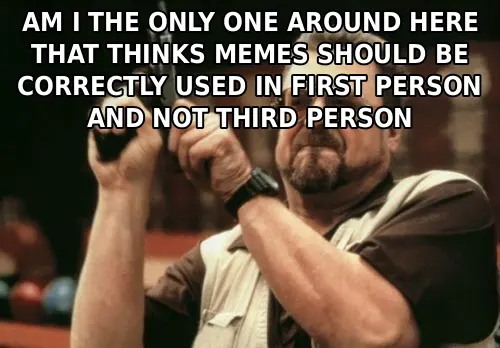 AM I THE ONLY ONE AROUND HERE
THAT THINKS MEMES SHOULD BE
CORRECTLY USED IN FIRST PERSON
AND NOT THIRD PERSON